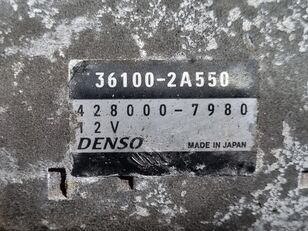 36100-2A550
428000-7980
12V
DENSO MADE IN JAPAN